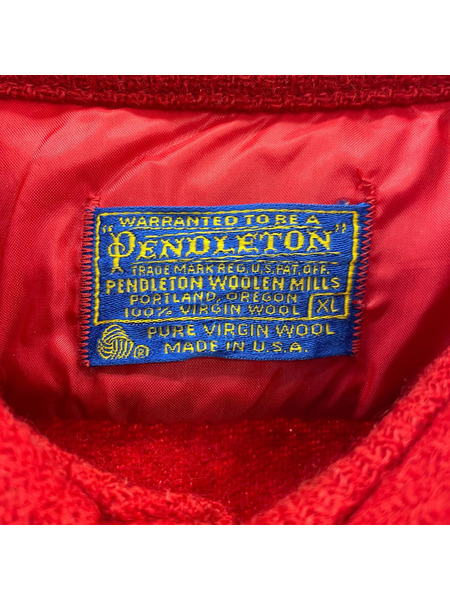 WARRANTED TO BE A
"PENDLETON"
TRADE MARK REG. U.S. PAT. OFF.
PENDLETON WOOLEN MILLS
PORTLAND, OREGON
100% VIRGIN WOOL XL
PURE VIRGIN WOOL
® MADE IN U.S.A.